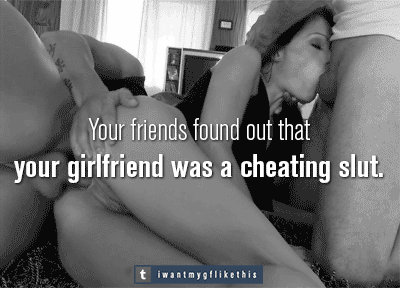 Your friends found out that
your girlfriend was a cheating slut.
t iwantmygflikethis